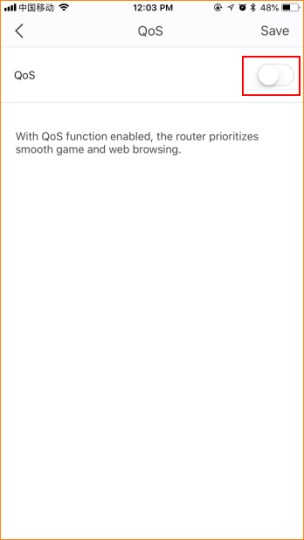 中国移动 12:03 PM 48%
QoS Save
QoS
With QoS function enabled, the router prioritizes
smooth game and web browsing.